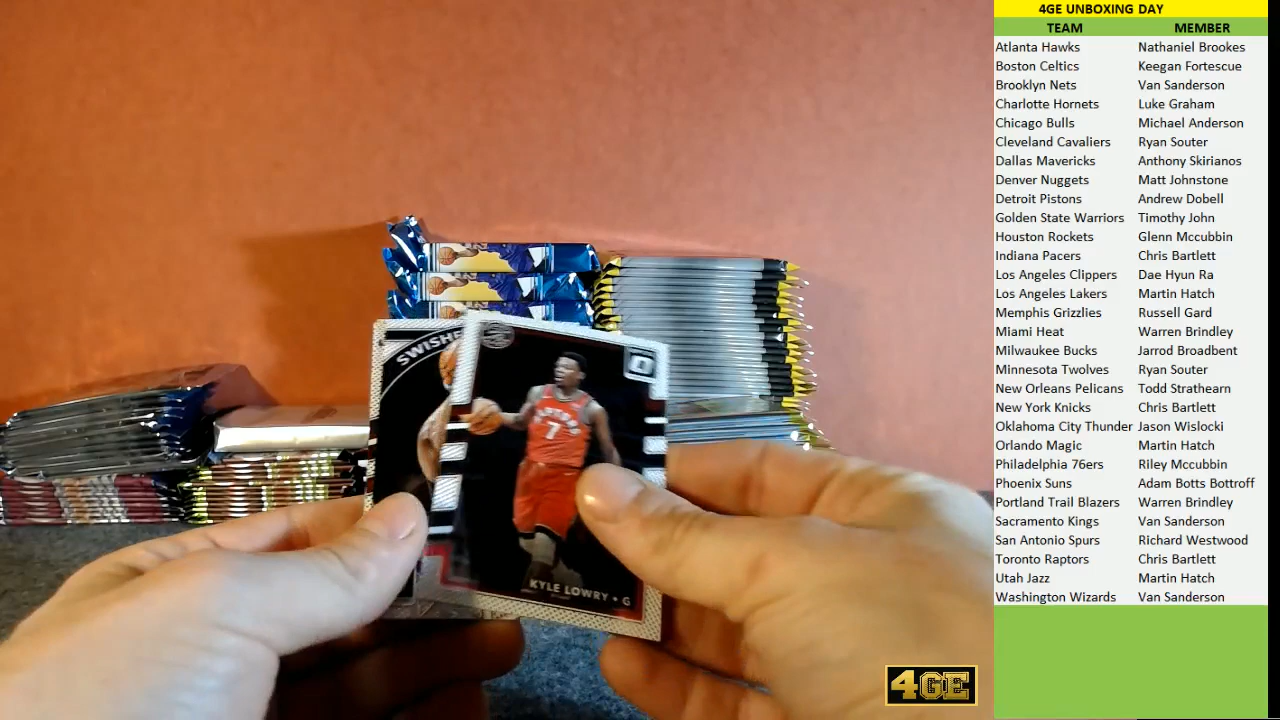 4GE UNBOXING DAY
TEAM MEMBER
Atlanta Hawks Nathaniel Brookes
Boston Celtics Keegan Fortescue
Brooklyn Nets Van Sanderson
Charlotte Hornets Luke Graham
Chicago Bulls Michael Anderson
Cleveland Cavaliers Ryan Souter
Dallas Mavericks Anthony Skirianos
Denver Nuggets Matt Johnstone
Detroit Pistons Andrew Dobell
Golden State Warriors Timothy John
Houston Rockets Glenn Mccubbin
Indiana Pacers Chris Bartlett
Los Angeles Clippers Dae Hyun Ra
Los Angeles Lakers Martin Hatch
Memphis Grizzlies Russell Gard
Miami Heat Warren Brindley
Milwaukee Bucks Jarrod Broadbent
Minnesota Twolves Ryan Souter
New Orleans Pelicans Todd Strathearn
New York Knicks Chris Bartlett
Oklahoma City Thunder Jason Wislocki
Orlando Magic Martin Hatch
Philadelphia 76ers Riley Mccubbin
Phoenix Suns Adam Botts Bottroff
Portland Trail Blazers Warren Brindley
Sacramento Kings Van Sanderson
San Antonio Spurs Richard Westwood
Toronto Raptors Chris Bartlett
Utah Jazz Martin Hatch
Washington Wizards Van Sanderson
SWISHE
7
KYLE LOWRY • G
4GE